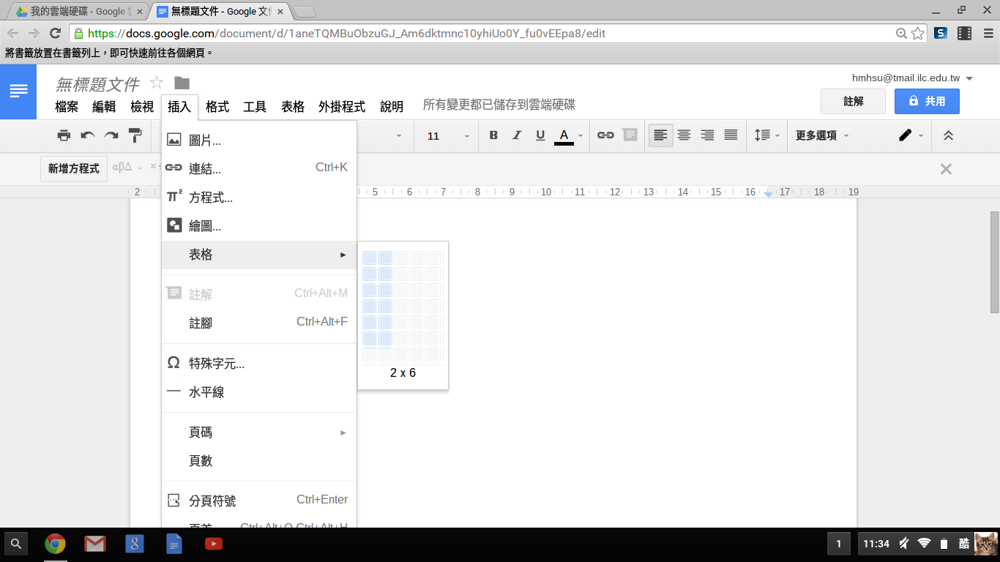 我的雲端硬碟 - Google
無標題文件 - Google 文件
https://docs.google.com/document/d/1aneTQMBuObzuGJ_Am6dktmnc10yhiUo0Y_fu0vEEpa8/edit
將書籤放置在書籤列上，即可快速前往各個網頁。
無標題文件
hmhsu@tmail.ilc.edu.tw
檔案 編輯 檢視 插入 格式 工具 表格 外掛程式 說明 所有變更都已儲存到雲端硬碟
註解 共用
11 B I U A 更多選項
新增方程式 αβΔ
2 5 6 7 8 9 10 11 12 13 14 15 16 17 18 19
圖片...
連結... Ctrl+K
方程式...
繪圖...
表格
註解 Ctrl+Alt+M
註腳 Ctrl+Alt+F
2 x 6
特殊字元...
水平線
頁碼
頁數
分頁符號 Ctrl+Enter
頁首 Ctrl+Alt+O Ctrl+Alt+H
1 11:34 酷